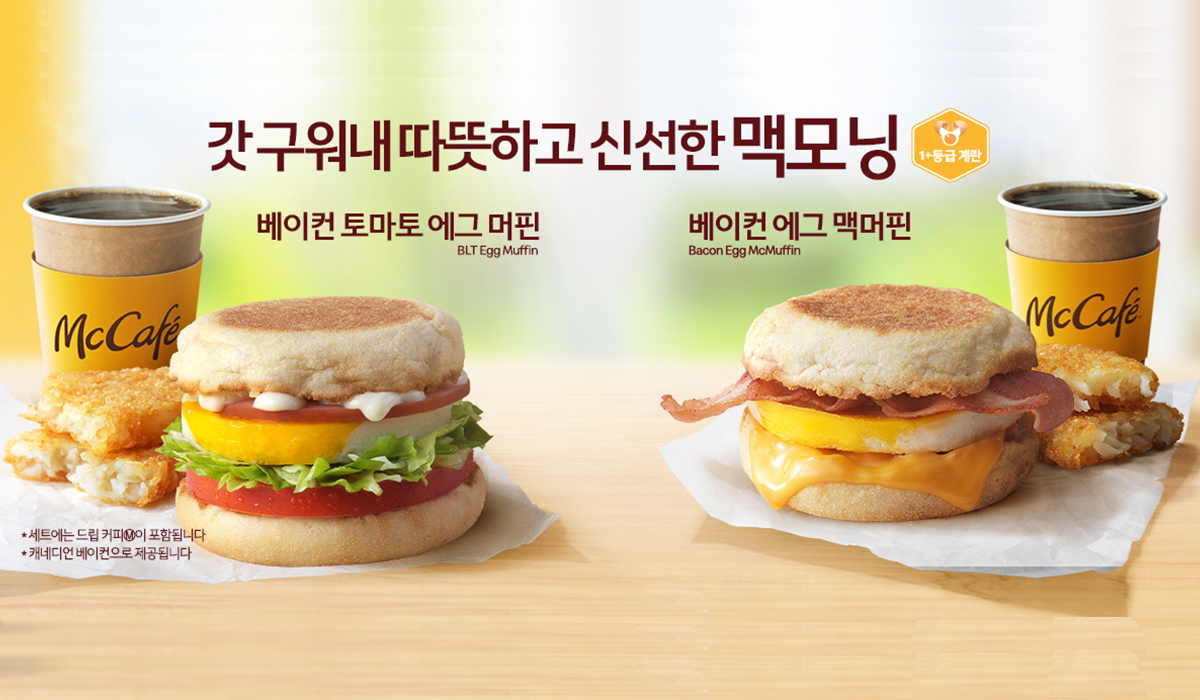 갓 구워내 따뜻하고 신선한 맥모닝
1+등급 계란
베이컨 토마토 에그 머핀
BLT Egg Muffin
베이컨 에그 맥머핀
Bacon Egg McMuffin
McCafé
McCafé
* 세트에는 드립 커피Ⓜ이 포함됩니다
* 캐네디언 베이컨으로 제공됩니다